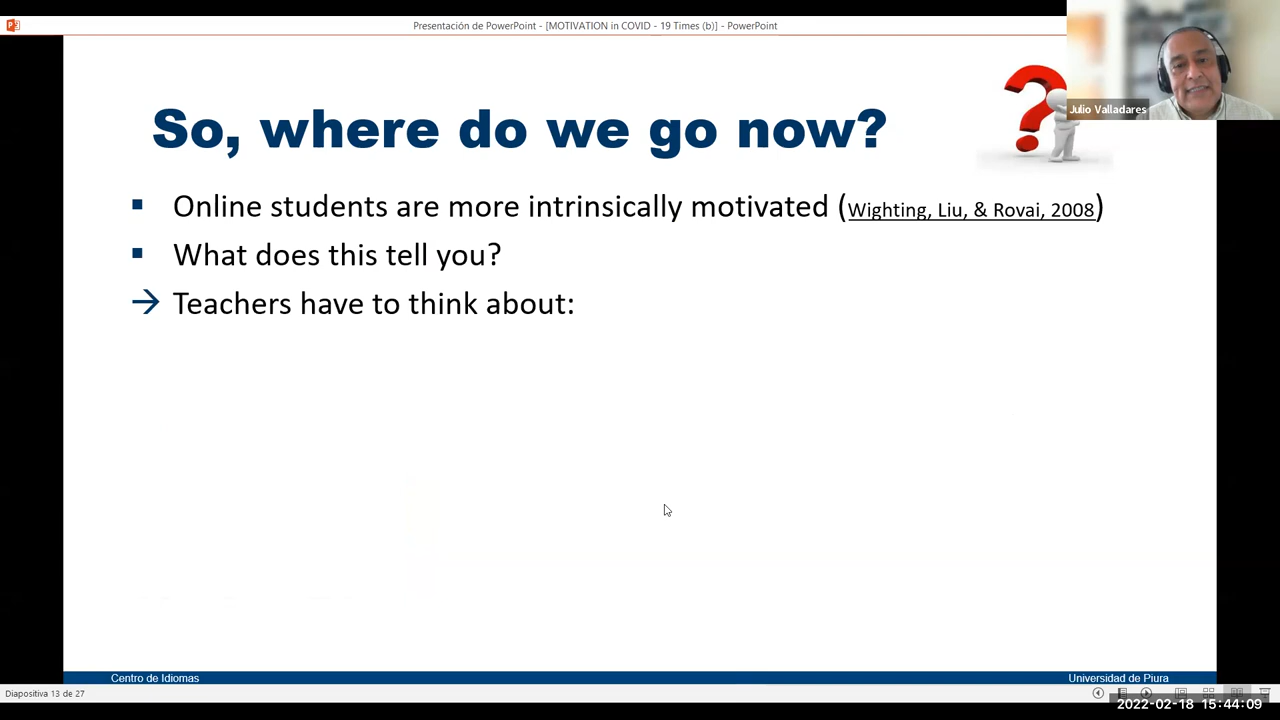 Presentación de PowerPoint - [MOTIVATION in COVID - 19 Times (b)] - PowerPoint
Julio Valladares
So, where do we go now?
▪ Online students are more intrinsically motivated (Wighting, Liu, & Rovai, 2008)
▪ What does this tell you?
→ Teachers have to think about:
Centro de Idiomas
Universidad de Piura
Diapositiva 13 de 27
2022-02-18 15:44:09